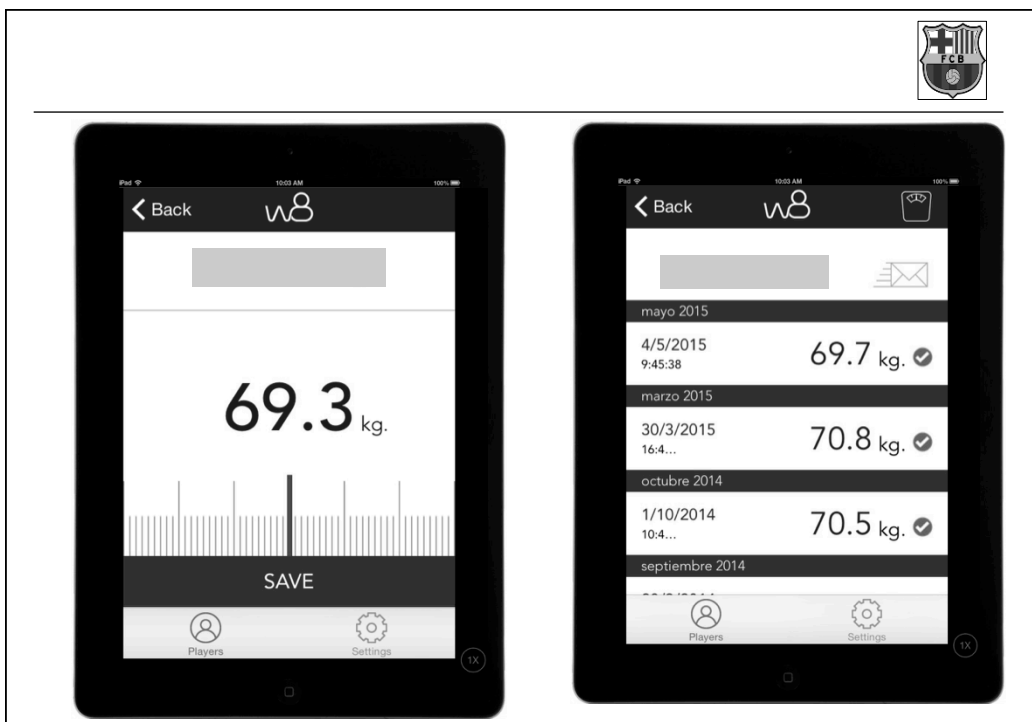 FCB
iPad 10:03 AM 100%
Back w8
69.3 kg.
SAVE
Players Settings
1X
iPad 10:03 AM 100%
Back w8
mayo 2015
4/5/2015
9:45:38
69.7 kg.
marzo 2015
30/3/2015
16:4...
70.8 kg.
octubre 2014
1/10/2014
10:4...
70.5 kg.
septiembre 2014
Players Settings
1X